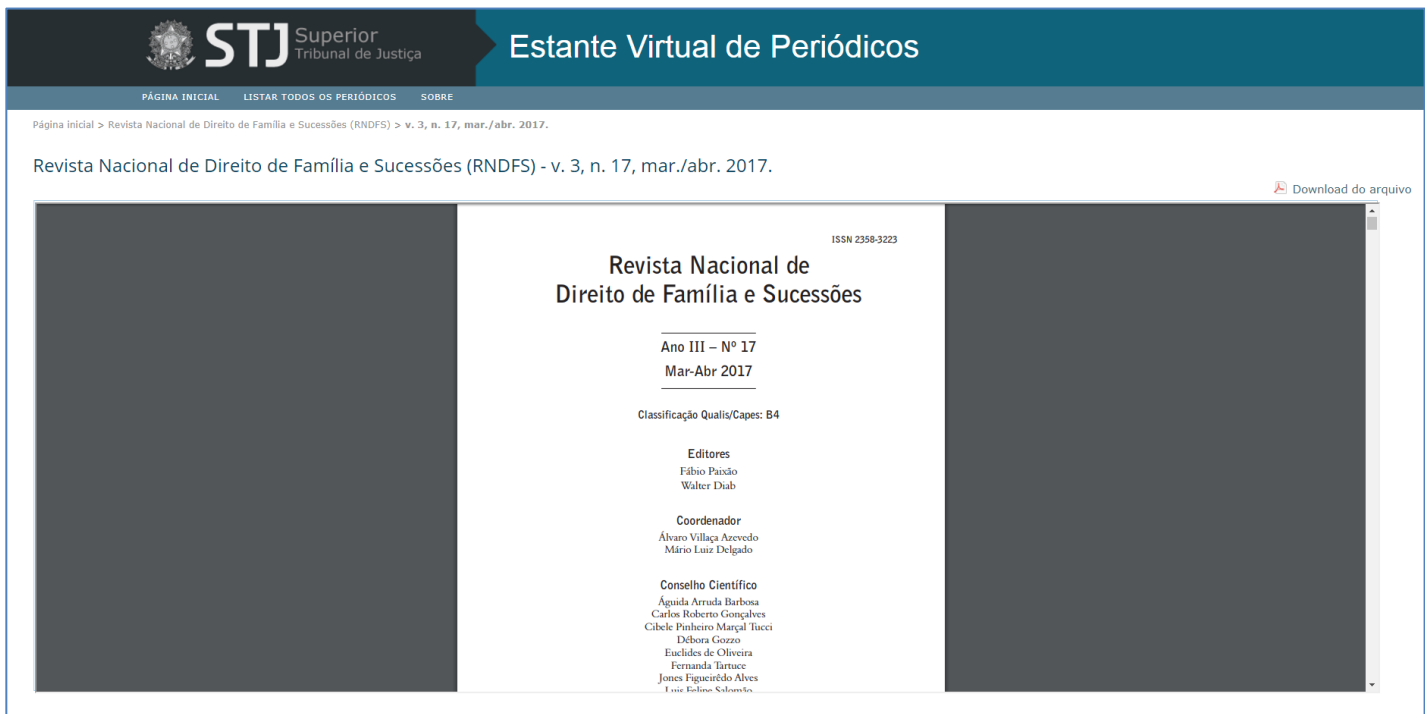 STJ Superior
Tribunal de Justiça
Estante Virtual de Periódicos
PÁGINA INICIAL LISTAR TODOS OS PERIÓDICOS SOBRE
Página inicial > Revista Nacional de Direito de Família e Sucessões (RNDFS) > v. 3, n. 17, mar./abr. 2017.
Revista Nacional de Direito de Família e Sucessões (RNDFS) - v. 3, n. 17, mar./abr. 2017.
Download do arquivo
ISSN 2358-3223
Revista Nacional de
Direito de Família e Sucessões
Ano III – Nº 17
Mar-Abr 2017
Classificação Qualis/Capes: B4
Editores
Fábio Paixão
Walter Diab
Coordenador
Álvaro Villaça Azevedo
Mário Luiz Delgado
Conselho Científico
Águida Arruda Barbosa
Carlos Roberto Gonçalves
Cibele Pinheiro Marçal Tucci
Débora Gozzo
Euclides de Oliveira
Fernanda Tartuce
Jones Figueirêdo Alves
Luis Felipe Salomão